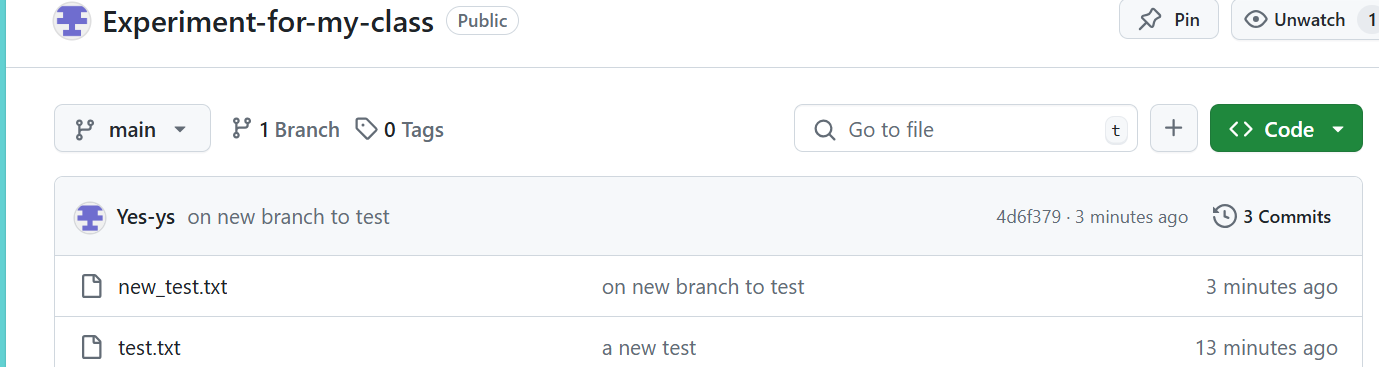 Experiment-for-my-class Public Pin Unwatch 1
main 1 Branch 0 Tags Go to file t + Code
Yes-ys on new branch to test 4d6f379 · 3 minutes ago 3 Commits
new_test.txt on new branch to test 3 minutes ago
test.txt a new test 13 minutes ago